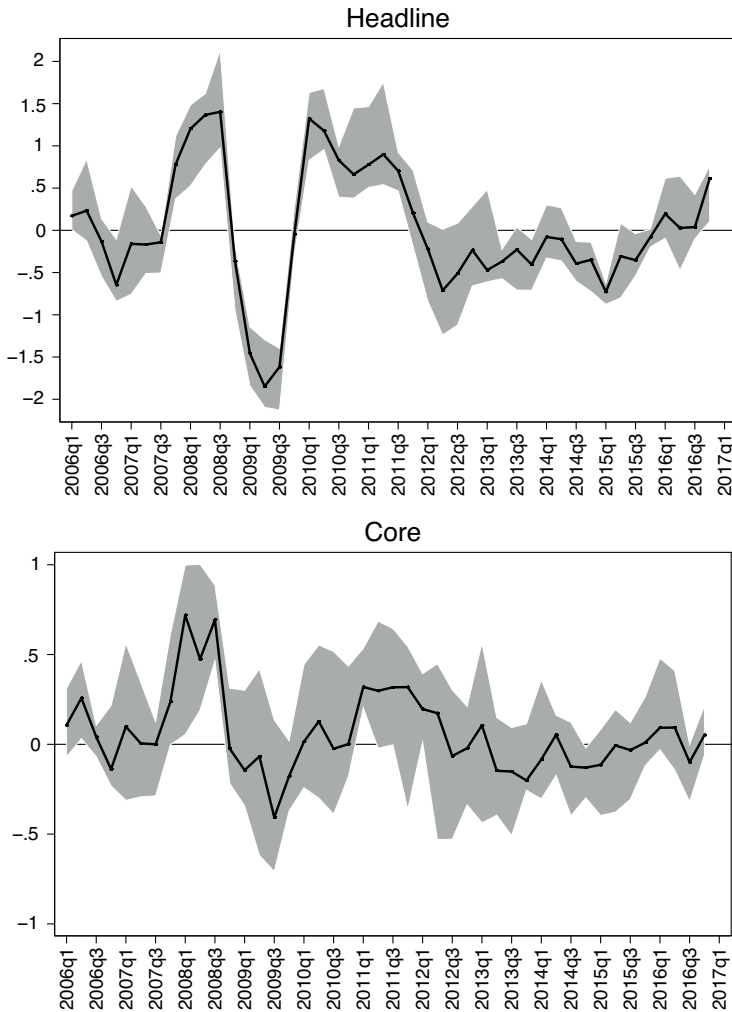 Headline
2
1.5
1
.5
0
−.5
−1
−1.5
−2
2006q1
2006q3
2007q1
2007q3
2008q1
2008q3
2009q1
2009q3
2010q1
2010q3
2011q1
2011q3
2012q1
2012q3
2013q1
2013q3
2014q1
2014q3
2015q1
2015q3
2016q1
2016q3
2017q1
Core
1
.5
0
−.5
−1
2006q1
2006q3
2007q1
2007q3
2008q1
2008q3
2009q1
2009q3
2010q1
2010q3
2011q1
2011q3
2012q1
2012q3
2013q1
2013q3
2014q1
2014q3
2015q1
2015q3
2016q1
2016q3
2017q1